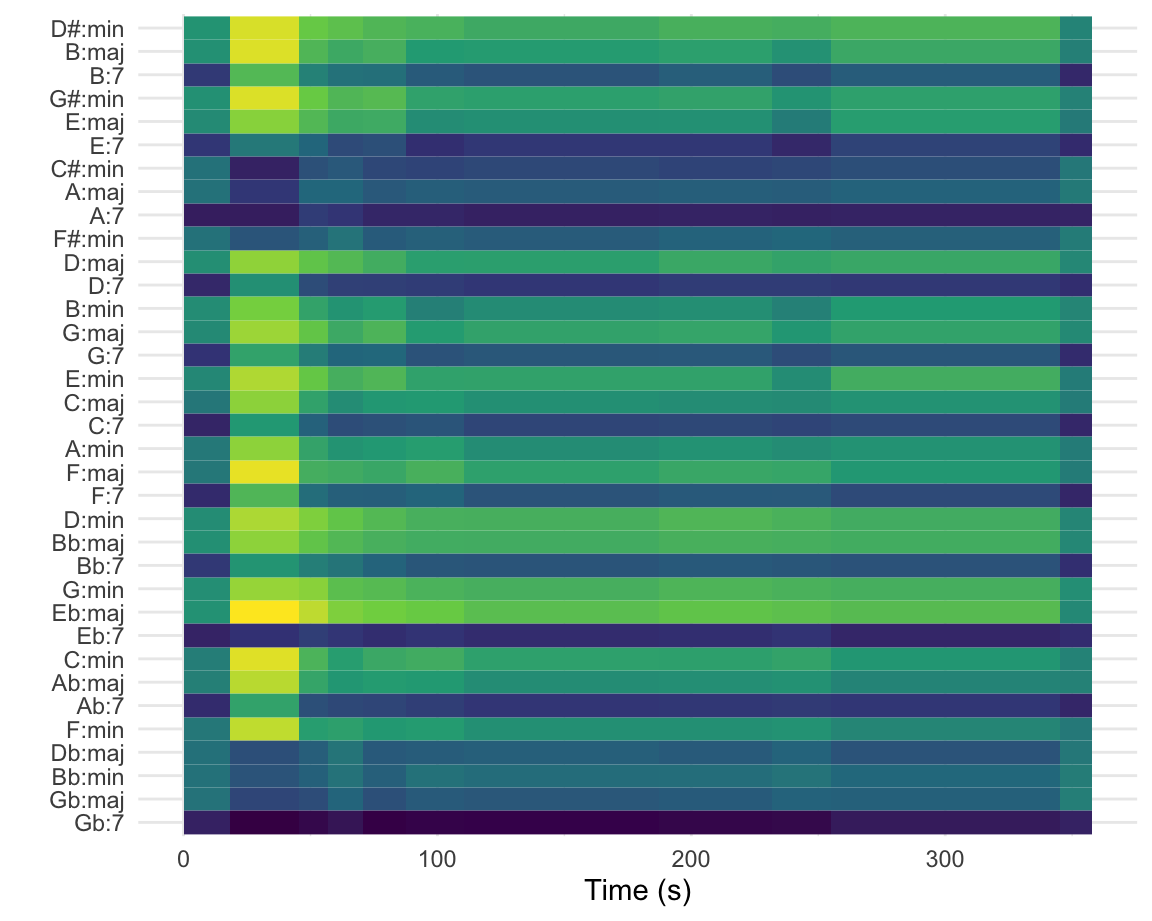 D#:min
B:maj
B:7
G#:min
E:maj
E:7
C#:min
A:maj
A:7
F#:min
D:maj
D:7
B:min
G:maj
G:7
E:min
C:maj
C:7
A:min
F:maj
F:7
D:min
Bb:maj
Bb:7
G:min
Eb:maj
Eb:7
C:min
Ab:maj
Ab:7
F:min
Db:maj
Bb:min
Gb:maj
Gb:7
0 100 200 300
Time (s)